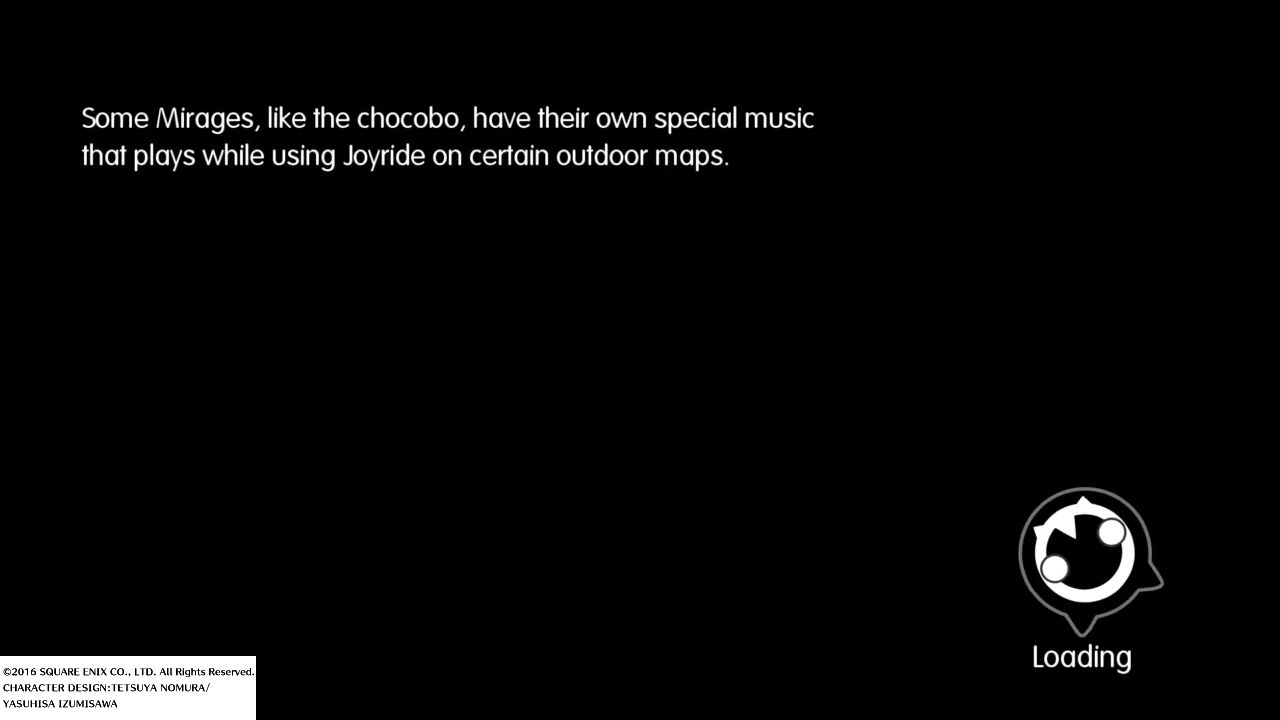 Some Mirages, like the chocobo, have their own special music
that plays while using Joyride on certain outdoor maps.
Loading
©2016 SQUARE ENIX CO., LTD. All Rights Reserved.
CHARACTER DESIGN:TETSUYA NOMURA/
YASUHISA IZUMISAWA